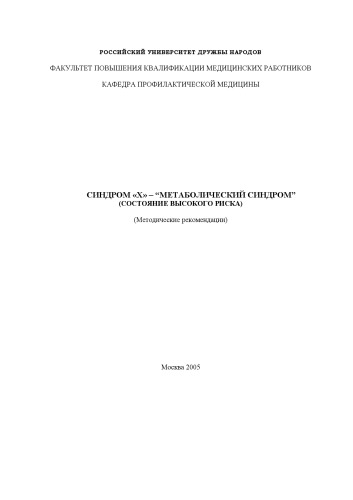 РОССИЙСКИЙ УНИВЕРСИТЕТ ДРУЖБЫ НАРОДОВ
ФАКУЛЬТЕТ ПОВЫШЕНИЯ КВАЛИФИКАЦИИ МЕДИЦИНСКИХ РАБОТНИКОВ
КАФЕДРА ПРОФИЛАКТИЧЕСКОЙ МЕДИЦИНЫ
СИНДРОМ «Х» – “МЕТАБОЛИЧЕСКИЙ СИНДРОМ”
(СОСТОЯНИЕ ВЫСОКОГО РИСКА)
(Методические рекомендации)
Москва 2005